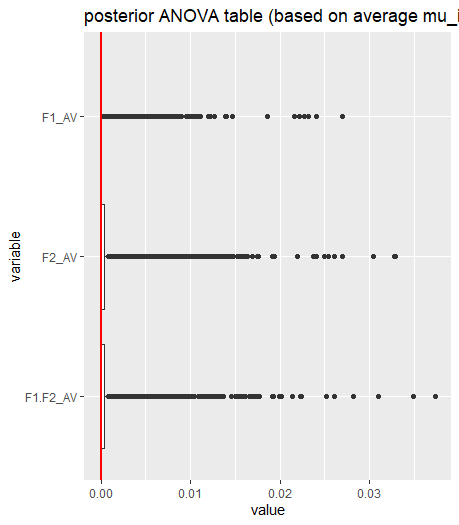 posterior ANOVA table (based on average mu_i
F1_AV
F2_AV
F1.F2_AV
variable
0.00 0.01 0.02 0.03
value